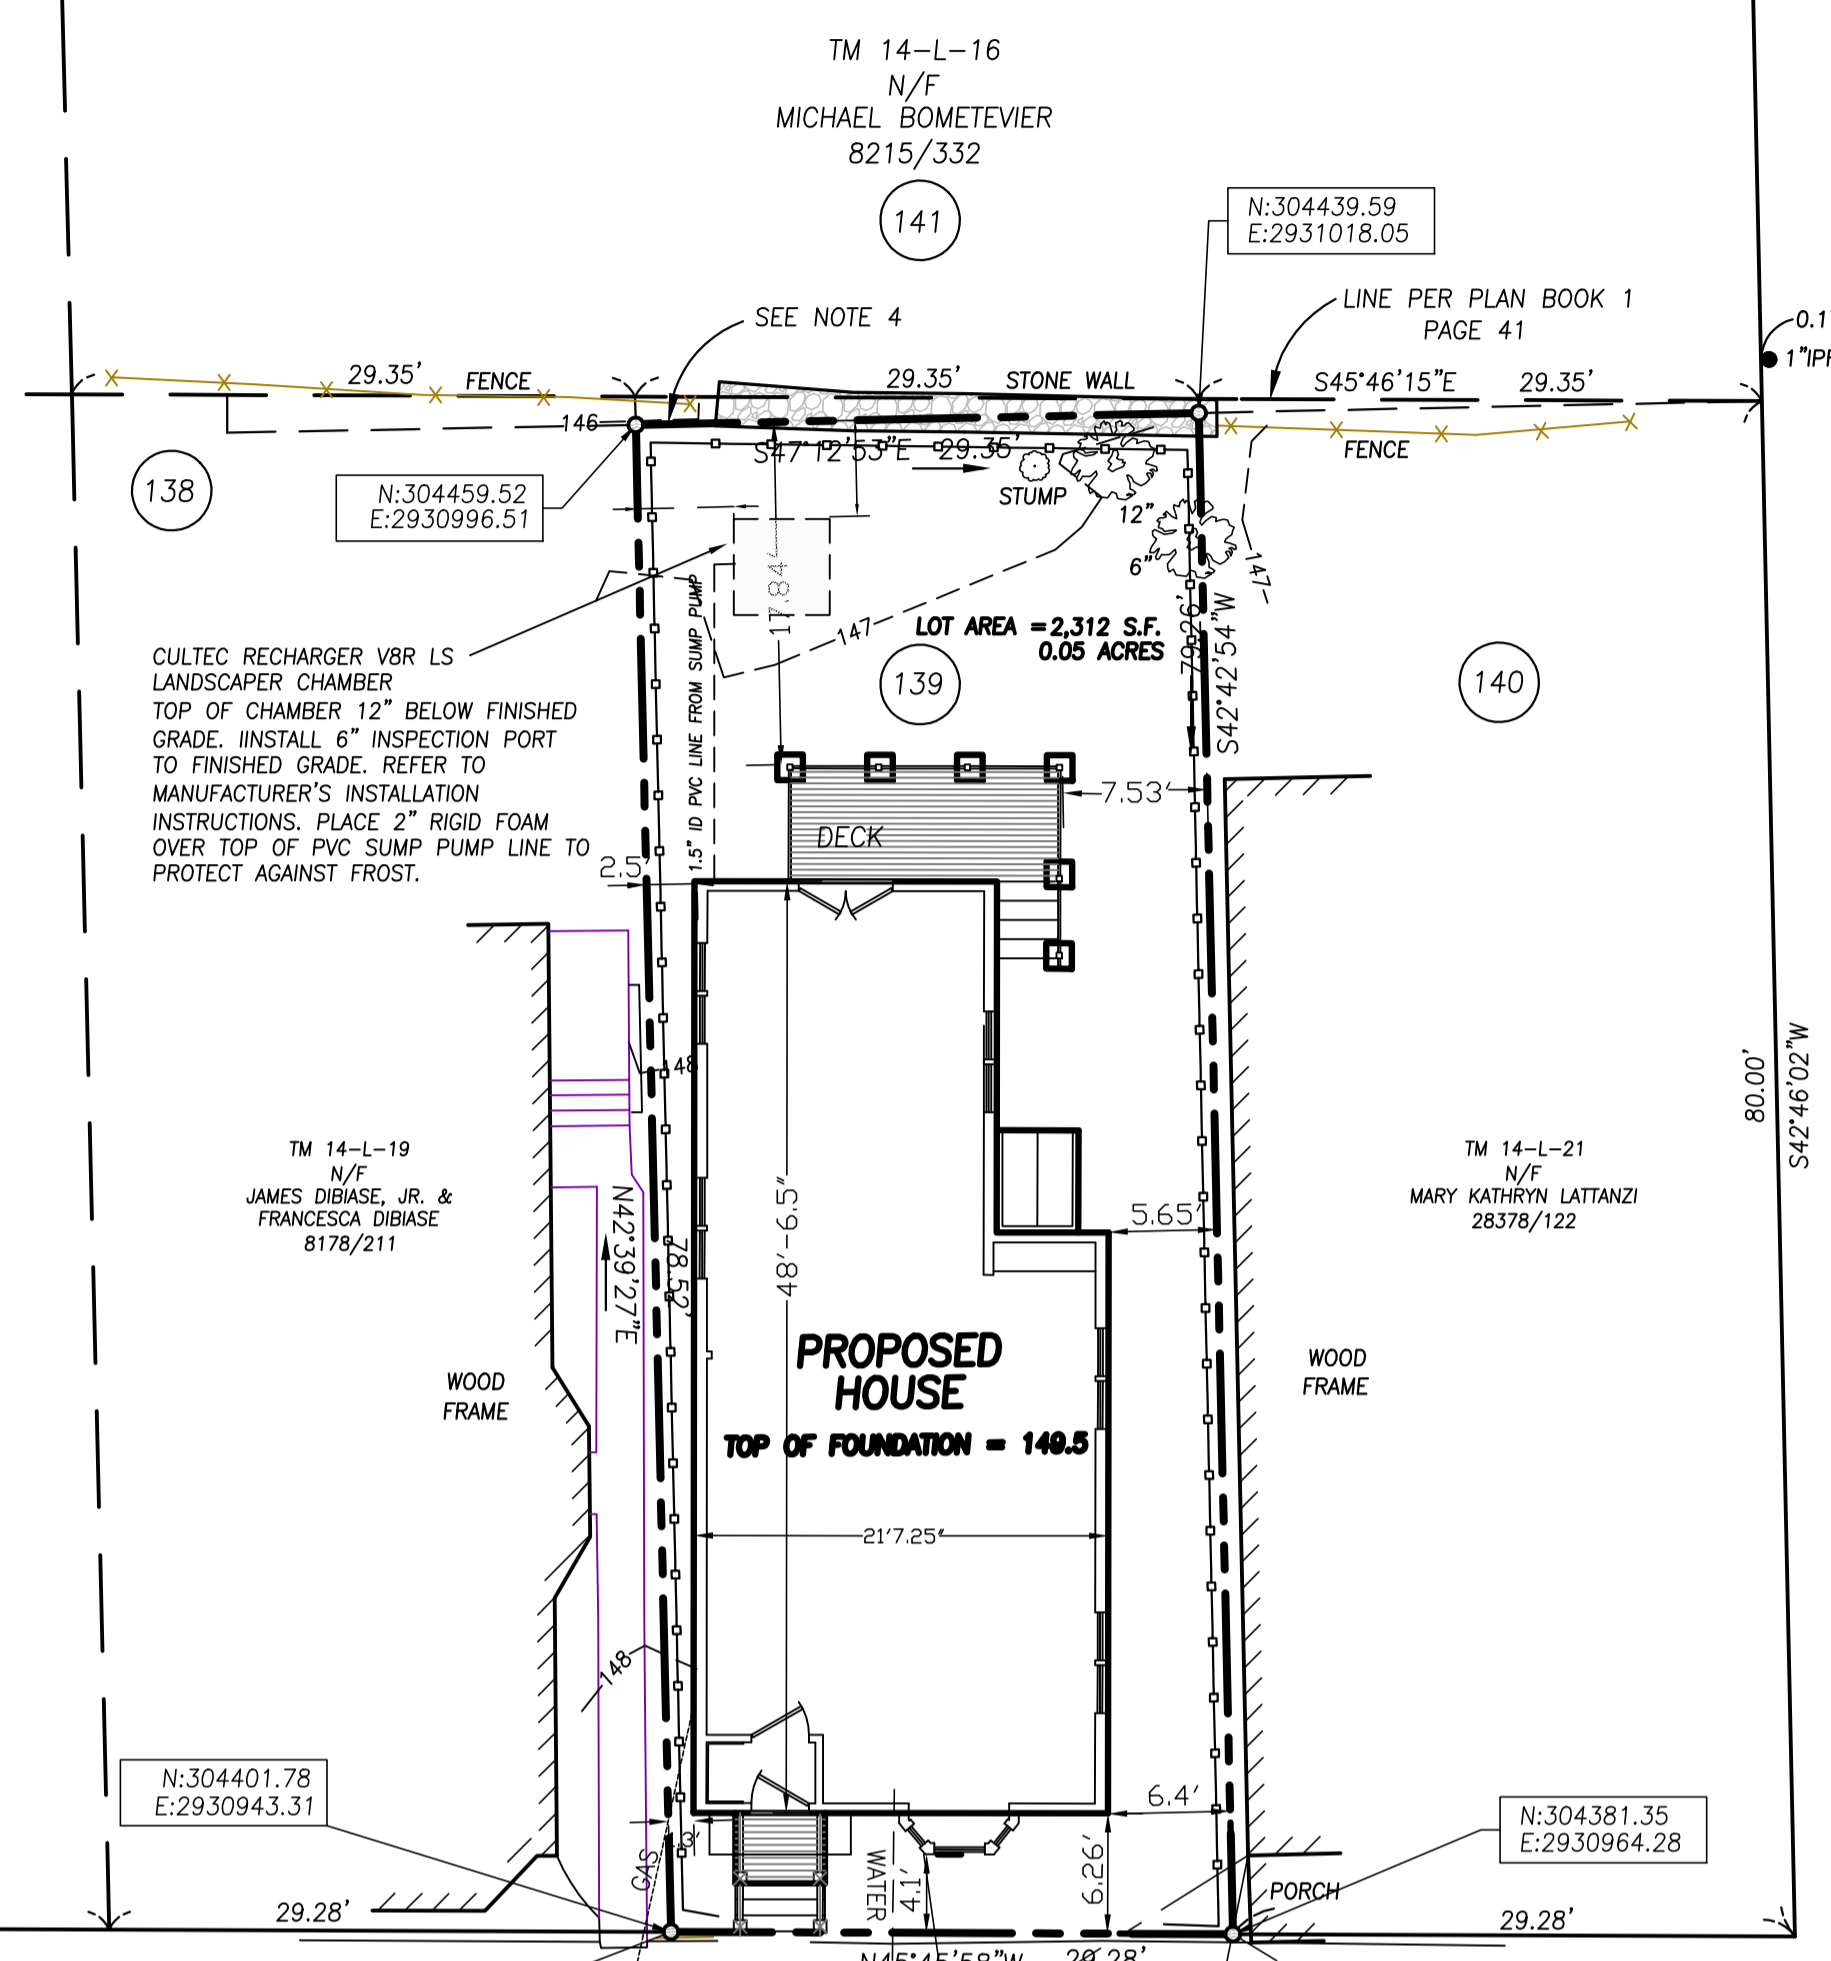 TM 14-L-16
N/F
MICHAEL BOMETEVIER
8215/332
141
N:304439.59
E:2931018.05
SEE NOTE 4
LINE PER PLAN BOOK 1
PAGE 41
0.1
1"IPF
29.35'
FENCE
29.35'
STONE WALL
S45°46'15"E
29.35'
146
S47°12'53"E
29.35'
FENCE
138
N:304459.52
E:2930996.51
STUMP
12"
6"
147
17.84'
147
LOT AREA =2,312 S.F.
0.05 ACRES
79.26'
S42°42'54"W
139
140
1.5" ID PVC LINE FROM SUMP PUMP
CULTEC RECHARGER V8R LS
LANDSCAPER CHAMBER
TOP OF CHAMBER 12" BELOW FINISHED
GRADE. IINSTALL 6" INSPECTION PORT
TO FINISHED GRADE. REFER TO
MANUFACTURER'S INSTALLATION
INSTRUCTIONS. PLACE 2" RIGID FOAM
OVER TOP OF PVC SUMP PUMP LINE TO
PROTECT AGAINST FROST.
7.53'
DECK
2.5'
148
80.00'
S42°46'02"W
TM 14-L-19
N/F
JAMES DIBIASE, JR. &
FRANCESCA DIBIASE
8178/211
N42°39'27"E
78.52'
48'-6.5"
5.65'
TM 14-L-21
N/F
MARY KATHRYN LATTANZI
28378/122
PROPOSED
HOUSE
TOP OF FOUNDATION = 149.5
WOOD
FRAME
WOOD
FRAME
21'7.25"
148
N:304401.78
E:2930943.31
6.4'
N:304381.35
E:2930964.28
GAS
WATER
4.1'
6.26'
PORCH
29.28'
29.28'
N45°45'58"W
29.28'